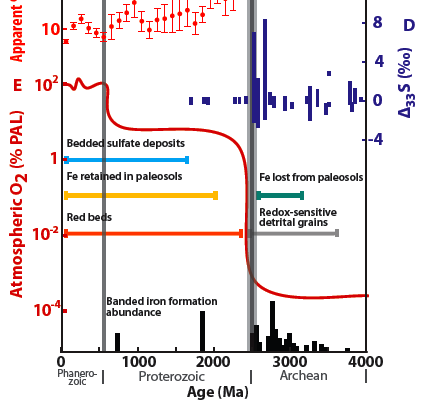 Apparent
10
8
D
4
0
-4
Δ33S (‰)
E
10²
1
10⁻²
10⁻⁴
Atmospheric O₂ (% PAL)
Bedded sulfate deposits
Fe retained in paleosols
Fe lost from paleosols
Red beds
Redox-sensitive
detrital grains
Banded iron formation
abundance
0 1000 2000 3000 4000
Phanero-
zoic
Proterozoic
Archean
Age (Ma)